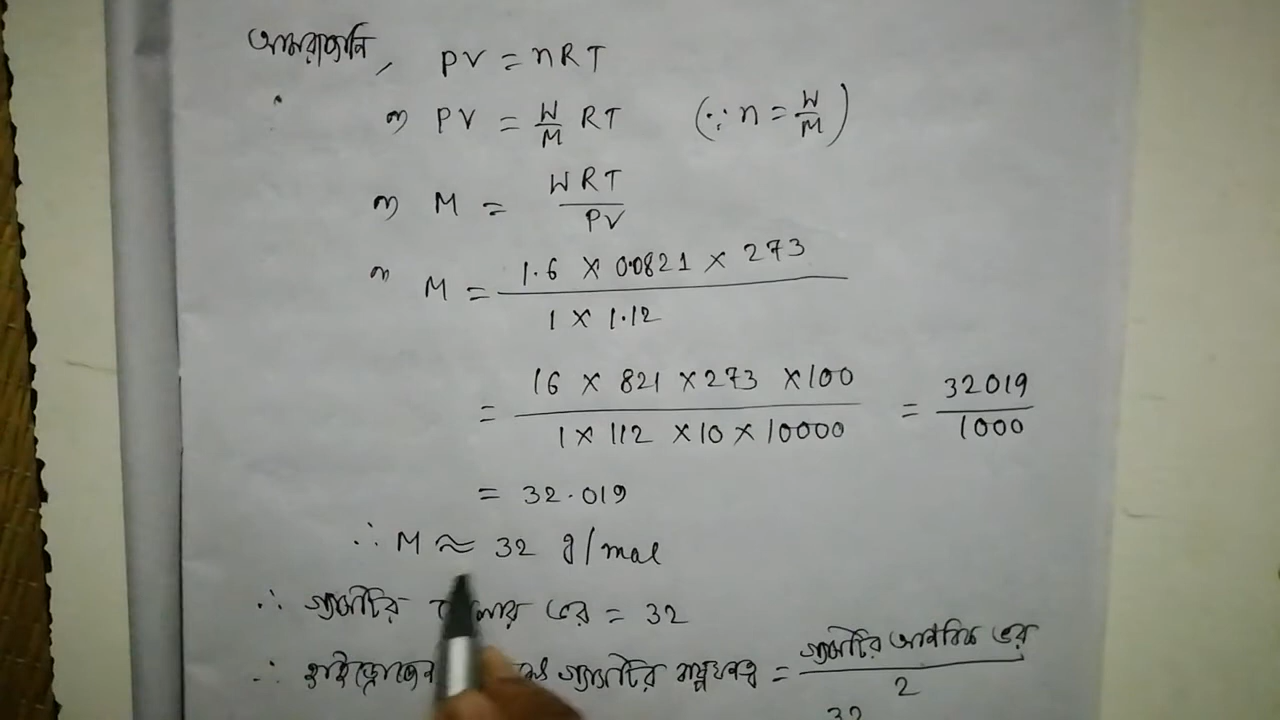 আমরা জানি, PV = nRT
বা PV = W/M RT (∵ n = W/M)
বা M = WRT/PV
বা M = 1.6 × 0.0821 × 273 / 1 × 1.12
= 16 × 821 × 273 × 100 / 1 × 112 × 10 × 10000 = 32019/1000
= 32.019
∴ M ≈ 32 g/mol
∴ গ্যাসটির মোলার ভর = 32
∴ হাইড্রোজেন গ্যাসটির বাষ্পঘনত্ব = গ্যাসটির আণবিক ভর / 2
32